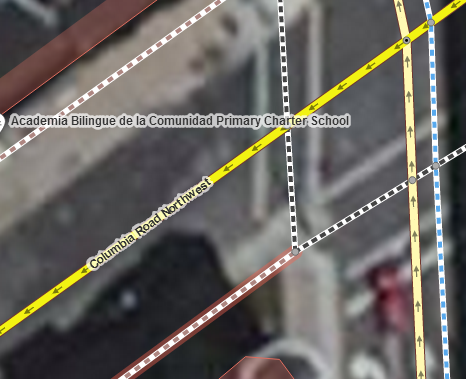 Academia Bilingue de la Comunidad Primary Charter School
Columbia Road Northwest